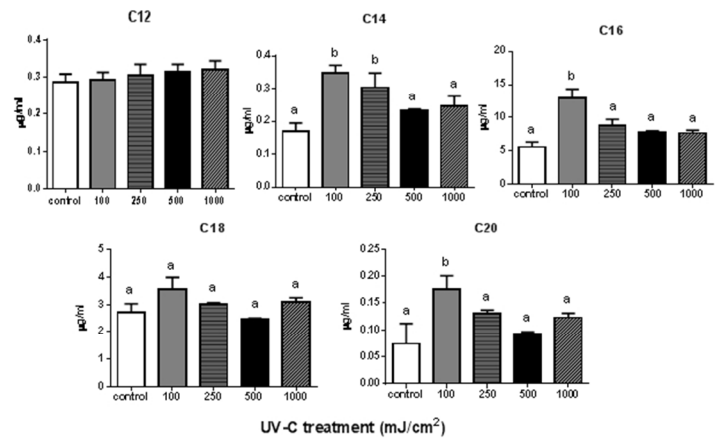 C12
µg/ml
0.4
0.3
0.2
0.1
0.0
control 100 250 500 1000
C14
µg/ml
0.4
0.3
0.2
0.1
0.0
a b b a a
control 100 250 500 1000
C16
µg/ml
20
15
10
5
0
a b a a a
control 100 250 500 1000
C18
µg/ml
5
4
3
2
1
0
a a a a a
control 100 250 500 1000
C20
µg/ml
0.25
0.20
0.15
0.10
0.05
0.00
a b a a a
control 100 250 500 1000
UV-C treatment (mJ/cm²)